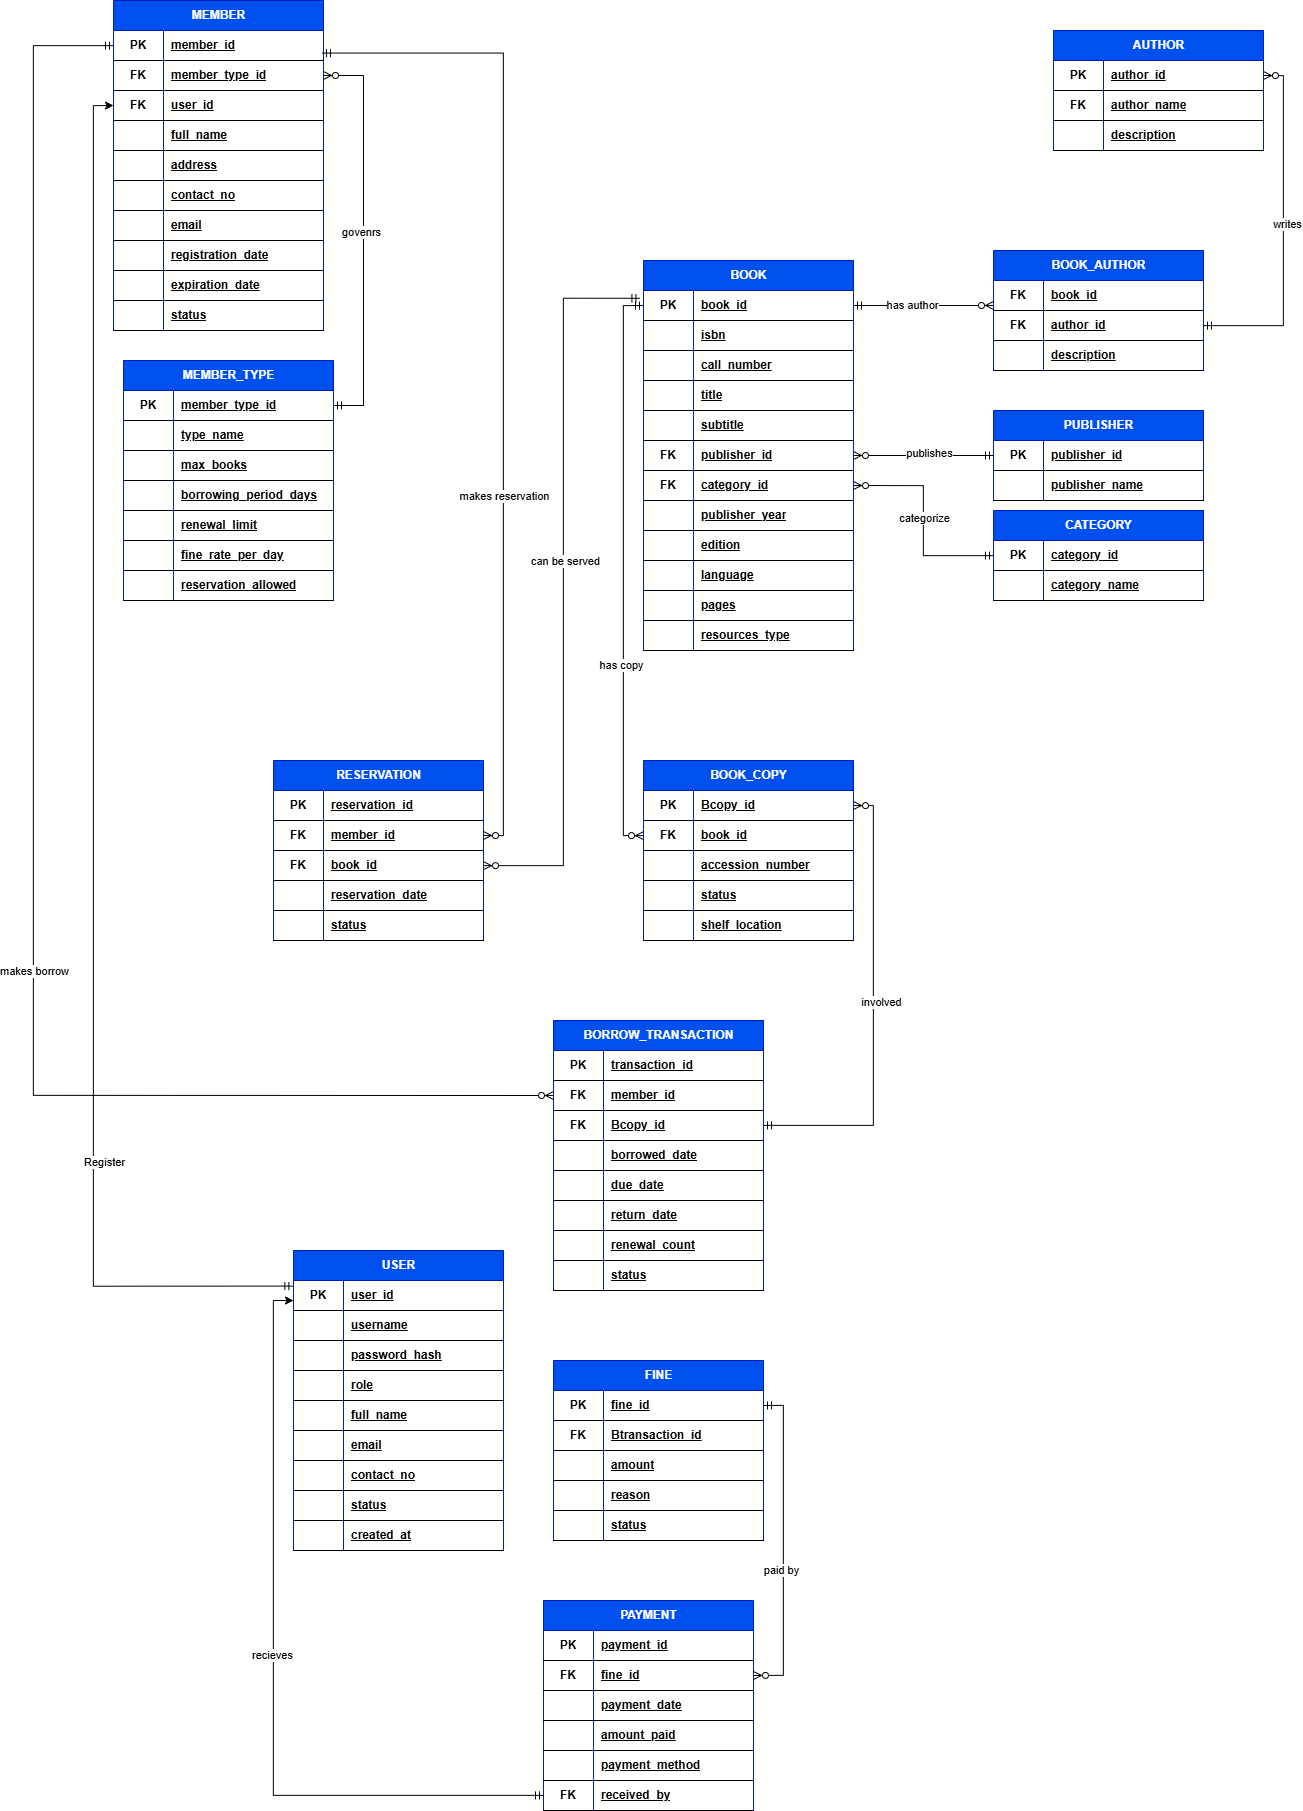 MEMBER
PK member_id
FK member_type_id
FK user_id
full_name
address
contact_no
email
registration_date
expiration_date
status
govenrs
MEMBER_TYPE
PK member_type_id
type_name
max_books
borrowing_period_days
renewal_limit
fine_rate_per_day
reservation_allowed
AUTHOR
PK author_id
FK author_name
description
writes
BOOK
PK book_id
isbn
call_number
title
subtitle
FK publisher_id
FK category_id
publisher_year
edition
language
pages
resources_type
has author
BOOK_AUTHOR
FK book_id
FK author_id
description
publishes
PUBLISHER
PK publisher_id
publisher_name
categorize
CATEGORY
PK category_id
category_name
makes reservation
can be served
has copy
RESERVATION
PK reservation_id
FK member_id
FK book_id
reservation_date
status
BOOK_COPY
PK Bcopy_id
FK book_id
accession_number
status
shelf_location
makes borrow
involved
BORROW_TRANSACTION
PK transaction_id
FK member_id
FK Bcopy_id
borrowed_date
due_date
return_date
renewal_count
status
Register
USER
PK user_id
username
password_hash
role
full_name
email
contact_no
status
created_at
FINE
PK fine_id
FK Btransaction_id
amount
reason
status
paid by
recieves
PAYMENT
PK payment_id
FK fine_id
payment_date
amount_paid
payment_method
FK received_by